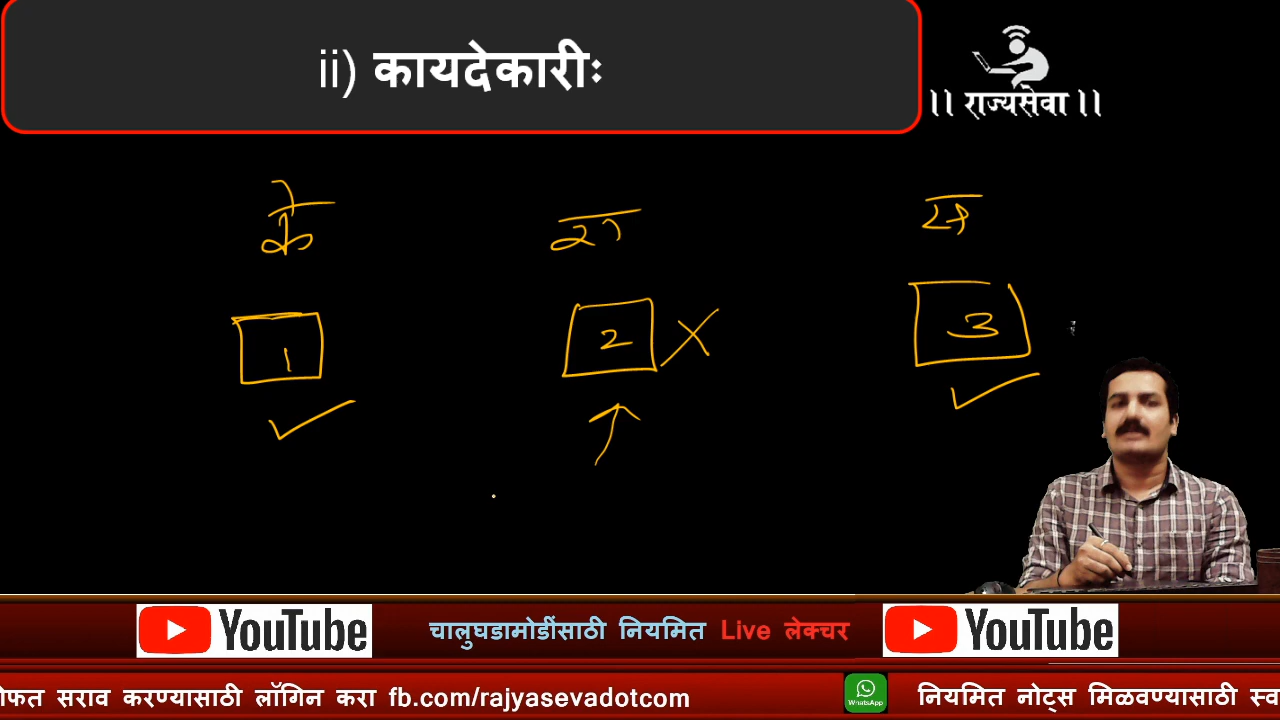 ii) कायदेकारीः
।। राज्यसेवा ।।
के
रा
स
1
2
X
3
YouTube
चालुघडामोडींसाठी नियमित Live लेक्चर
YouTube
फत सराव करण्यासाठी लॉगिन करा fb.com/rajyasevadotcom
WhatsApp
नियमित नोट्स मिळवण्यासाठी स्व